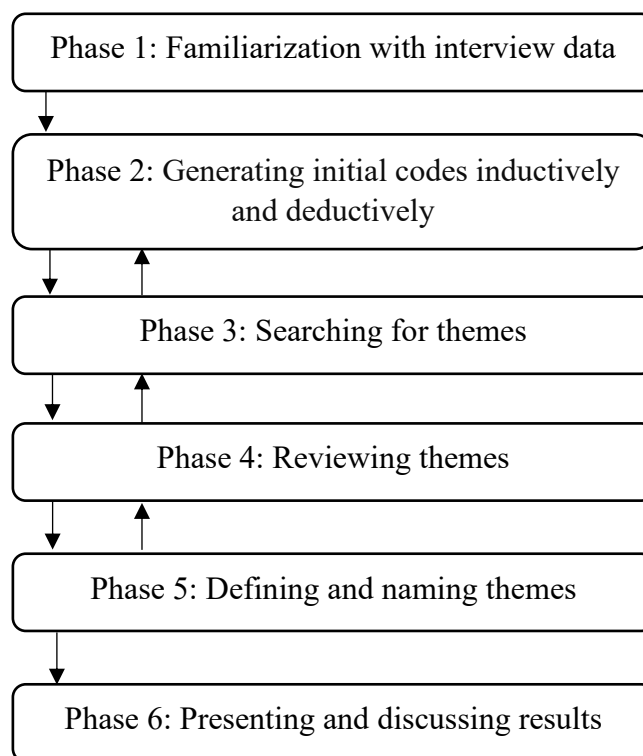 Phase 1: Familiarization with interview data
Phase 2: Generating initial codes inductively
and deductively
Phase 3: Searching for themes
Phase 4: Reviewing themes
Phase 5: Defining and naming themes
Phase 6: Presenting and discussing results